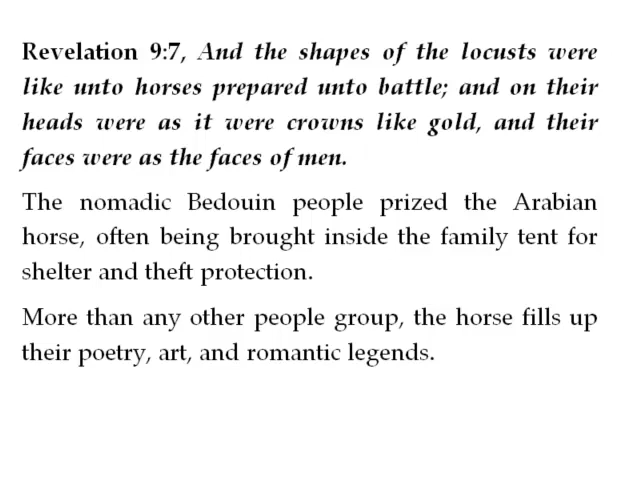 Revelation 9:7, And the shapes of the locusts were
like unto horses prepared unto battle; and on their
heads were as it were crowns like gold, and their
faces were as the faces of men.
The nomadic Bedouin people prized the Arabian
horse, often being brought inside the family tent for
shelter and theft protection.
More than any other people group, the horse fills up
their poetry, art, and romantic legends.